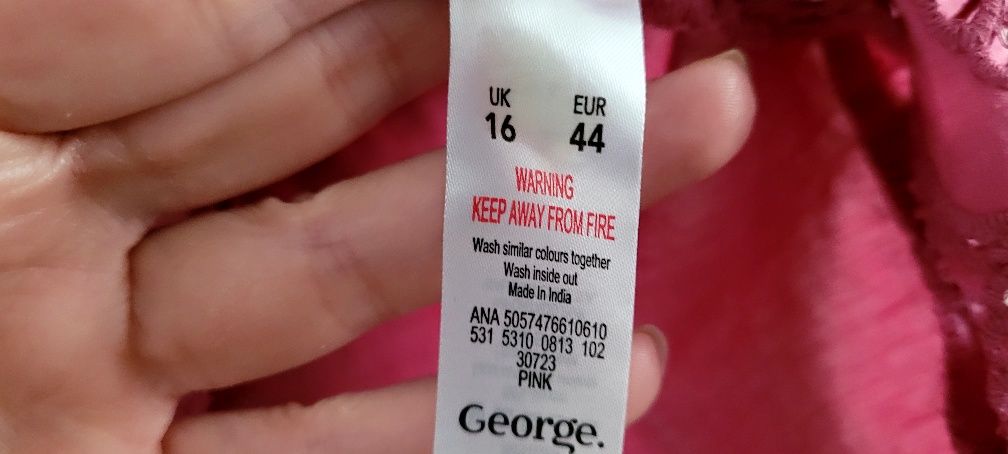 UK EUR
16 44
WARNING
KEEP AWAY FROM FIRE
Wash similar colours together
Wash inside out
Made In India
ANA 5057476610610
531 5310 0813 102
30723
PINK
George.